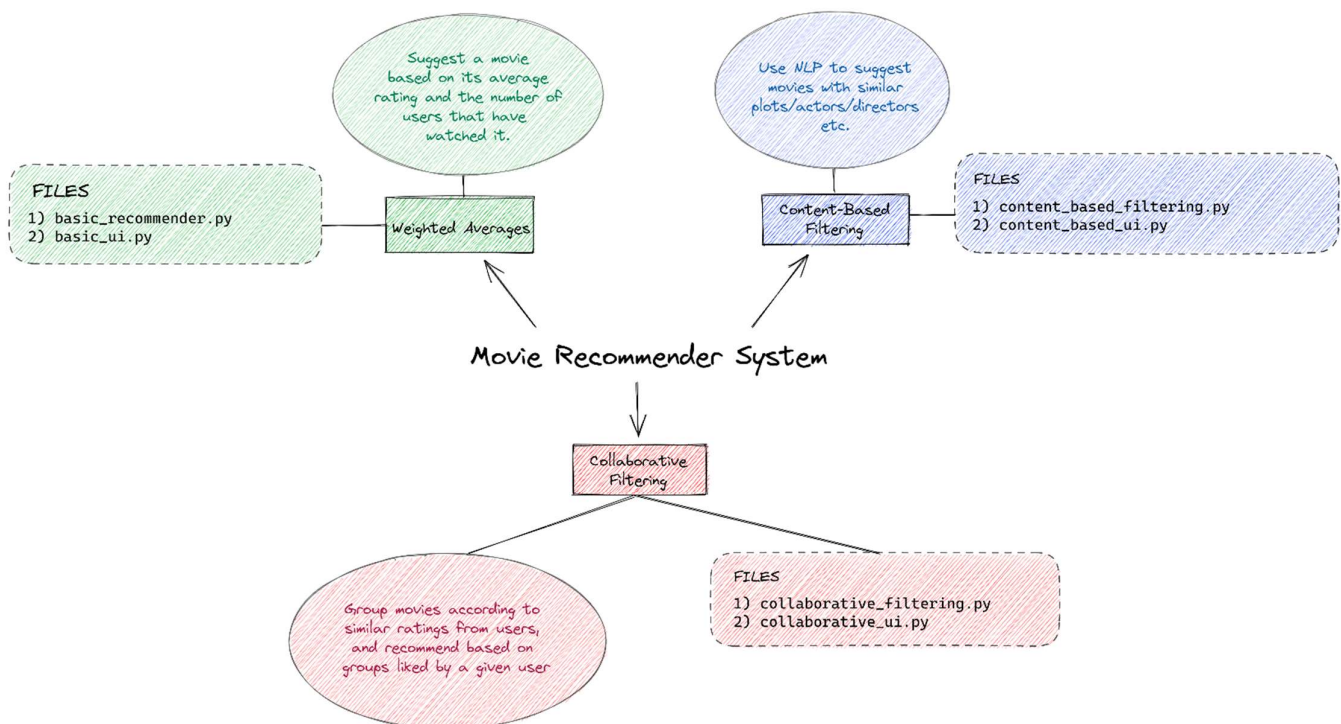 Suggest a movie
based on its average
rating and the number of
users that have
watched it.
FILES
1) basic_recommender.py
2) basic_ui.py
Weighted Averages
Use NLP to suggest
movies with similar
plots/actors/directors
etc.
Content-Based
Filtering
FILES
1) content_based_filtering.py
2) content_based_ui.py
Movie Recommender System
Collaborative
Filtering
Group movies according to
similar ratings from users,
and recommend based on
groups liked by a given user
FILES
1) collaborative_filtering.py
2) collaborative_ui.py